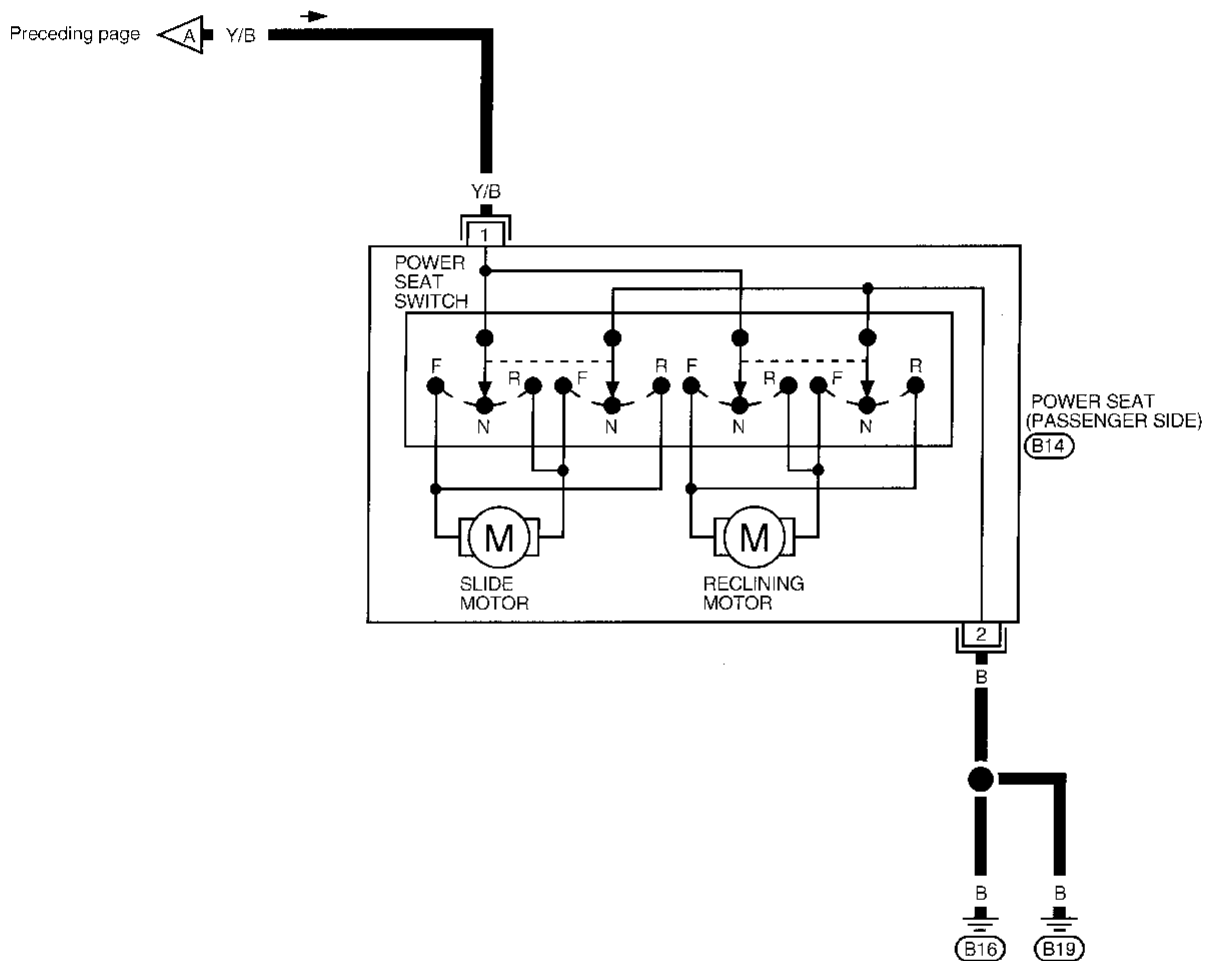 Preceding page A Y/B
Y/B
1
POWER
SEAT
SWITCH
F R F R F R F R
N N N N
POWER SEAT
(PASSENGER SIDE)
B14
M M
SLIDE
MOTOR
RECLINING
MOTOR
2
B
B B
B16 B19